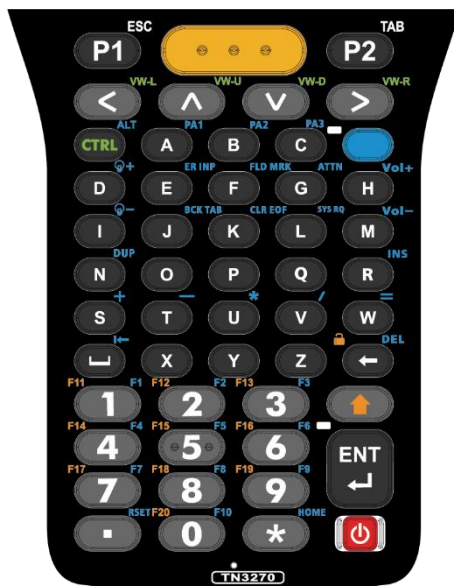 ESC TAB
P1 P2
VW-L VW-U VW-D VW-R
< ʌ v >
ALT PA1 PA2 PA3
CTRL A B C
+ ER INP FLD MRK ATTN Vol+
D E F G H
- BCK TAB CLR EOF SYS RQ Vol-
I J K L M
DUP INS
N O P Q R
+ - * / =
S T U V W
DEL
X Y Z ←
F11 F1 F12 F2 F13 F3
1 2 3
F14 F4 F15 F5 F16 F6
4 5 6 ENT
F17 F7 F18 F8 F19 F9
7 8 9
RSET F20 F10 HOME
. 0 *
TN3270